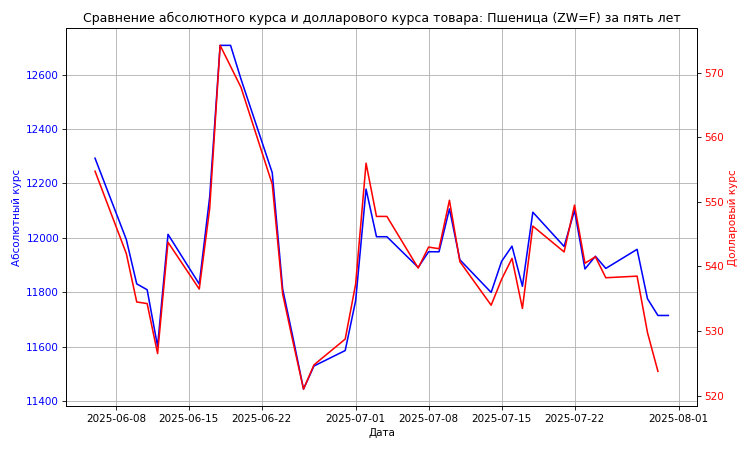 Сравнение абсолютного курса и долларового курса товара: Пшеница (ZW=F) за пять лет
12600
12400
12200
12000
11800
11600
11400
Абсолютный курс
570
560
550
540
530
520
Долларовый курс
2025-06-08 2025-06-15 2025-06-22 2025-07-01 2025-07-08 2025-07-15 2025-07-22 2025-08-01
Дата